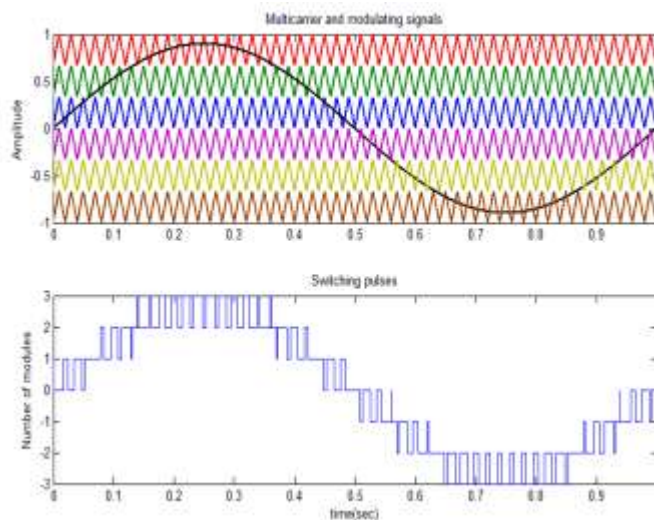 Multicarrier and modulating signals
Amplitude
1
0.5
0
-0.5
-1
0 0.1 0.2 0.3 0.4 0.5 0.6 0.7 0.8 0.9
Switching pulses
Number of modules
3
2
1
0
-1
-2
-3
0 0.1 0.2 0.3 0.4 0.5 0.6 0.7 0.8 0.9
time(sec)